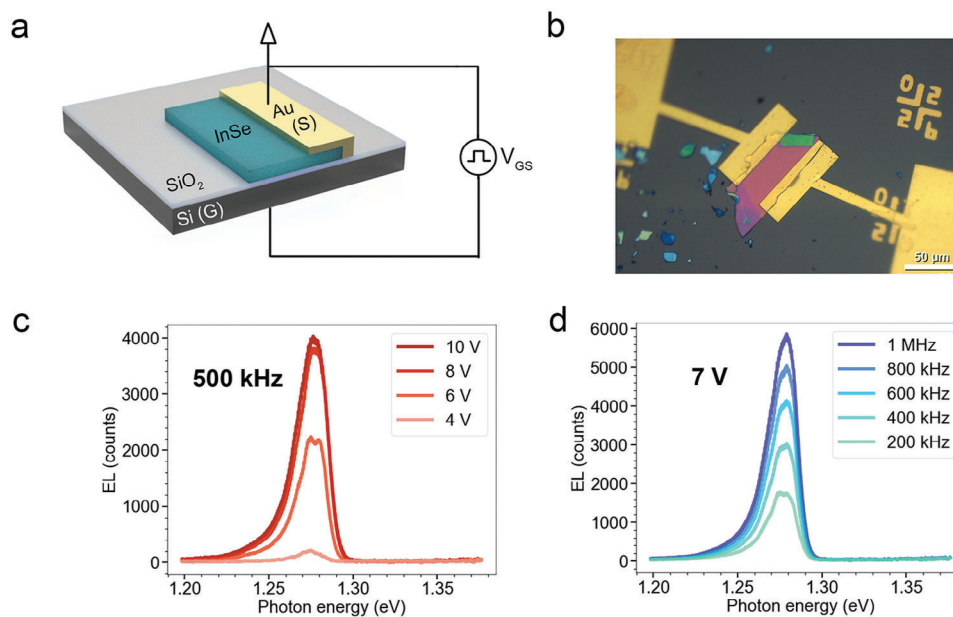 a
Au
(S)
InSe
SiO2
Si (G)
VGS
b
50 µm
c
500 kHz
10 V
8 V
6 V
4 V
4000
3000
2000
1000
0
EL (counts)
1.20
1.25
1.30
1.35
Photon energy (eV)
d
7 V
1 MHz
800 kHz
600 kHz
400 kHz
200 kHz
6000
5000
4000
3000
2000
1000
0
EL (counts)
1.20
1.25
1.30
1.35
Photon energy (eV)